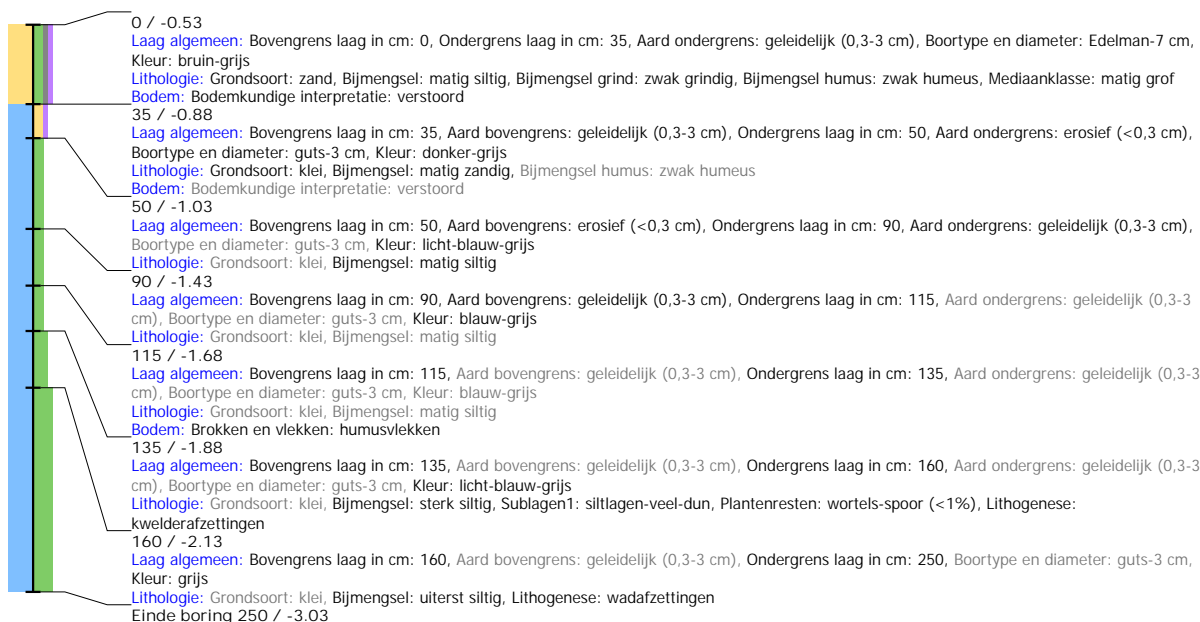 0 / -0.53
Laag algemeen: Bovengrens laag in cm: 0, Ondergrens laag in cm: 35, Aard ondergrens: geleidelijk (0,3-3 cm), Boortype en diameter: Edelman-7 cm,
Kleur: bruin-grijs
Lithologie: Grondsoort: zand, Bijmengsel: matig siltig, Bijmengsel grind: zwak grindig, Bijmengsel humus: zwak humeus, Mediaanklasse: matig grof
Bodem: Bodemkundige interpretatie: verstoord
35 / -0.88
Laag algemeen: Bovengrens laag in cm: 35, Aard bovengrens: geleidelijk (0,3-3 cm), Ondergrens laag in cm: 50, Aard ondergrens: erosief (<0,3 cm),
Boortype en diameter: guts-3 cm, Kleur: donker-grijs
Lithologie: Grondsoort: klei, Bijmengsel: matig zandig, Bijmengsel humus: zwak humeus
Bodem: Bodemkundige interpretatie: verstoord
50 / -1.03
Laag algemeen: Bovengrens laag in cm: 50, Aard bovengrens: erosief (<0,3 cm), Ondergrens laag in cm: 90, Aard ondergrens: geleidelijk (0,3-3 cm),
Boortype en diameter: guts-3 cm, Kleur: licht-blauw-grijs
Lithologie: Grondsoort: klei, Bijmengsel: matig siltig
90 / -1.43
Laag algemeen: Bovengrens laag in cm: 90, Aard bovengrens: geleidelijk (0,3-3 cm), Ondergrens laag in cm: 115, Aard ondergrens: geleidelijk (0,3-3
cm), Boortype en diameter: guts-3 cm, Kleur: blauw-grijs
Lithologie: Grondsoort: klei, Bijmengsel: matig siltig
115 / -1.68
Laag algemeen: Bovengrens laag in cm: 115, Aard bovengrens: geleidelijk (0,3-3 cm), Ondergrens laag in cm: 135, Aard ondergrens: geleidelijk (0,3-3
cm), Boortype en diameter: guts-3 cm, Kleur: blauw-grijs
Lithologie: Grondsoort: klei, Bijmengsel: matig siltig
Bodem: Brokken en vlekken: humusvlekken
135 / -1.88
Laag algemeen: Bovengrens laag in cm: 135, Aard bovengrens: geleidelijk (0,3-3 cm), Ondergrens laag in cm: 160, Aard ondergrens: geleidelijk (0,3-3
cm), Boortype en diameter: guts-3 cm, Kleur: licht-blauw-grijs
Lithologie: Grondsoort: klei, Bijmengsel: sterk siltig, Sublagen1: siltlagen-veel-dun, Plantenresten: wortels-spoor (<1%), Lithogenese:
kwelderafzettingen
160 / -2.13
Laag algemeen: Bovengrens laag in cm: 160, Aard bovengrens: geleidelijk (0,3-3 cm), Ondergrens laag in cm: 250, Boortype en diameter: guts-3 cm,
Kleur: grijs
Lithologie: Grondsoort: klei, Bijmengsel: uiterst siltig, Lithogenese: wadafzettingen
Einde boring 250 / -3.03